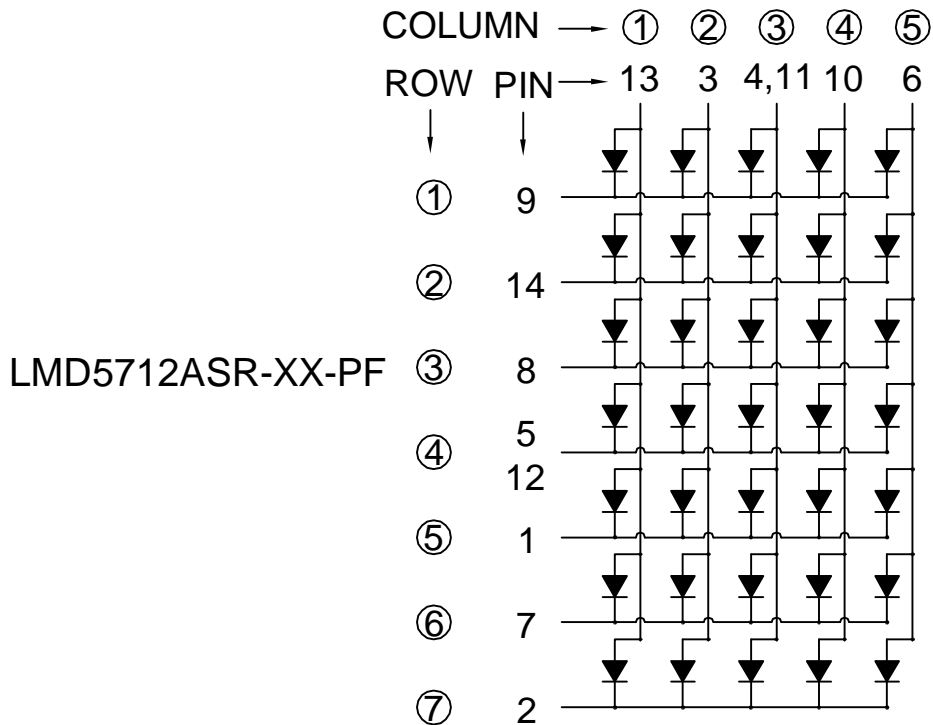 COLUMN → ① ② ③ ④ ⑤
ROW PIN → 13 3 4,11 10 6
① 9
② 14
LMD5712ASR-XX-PF ③ 8
④ 5
12
⑤ 1
⑥ 7
⑦ 2